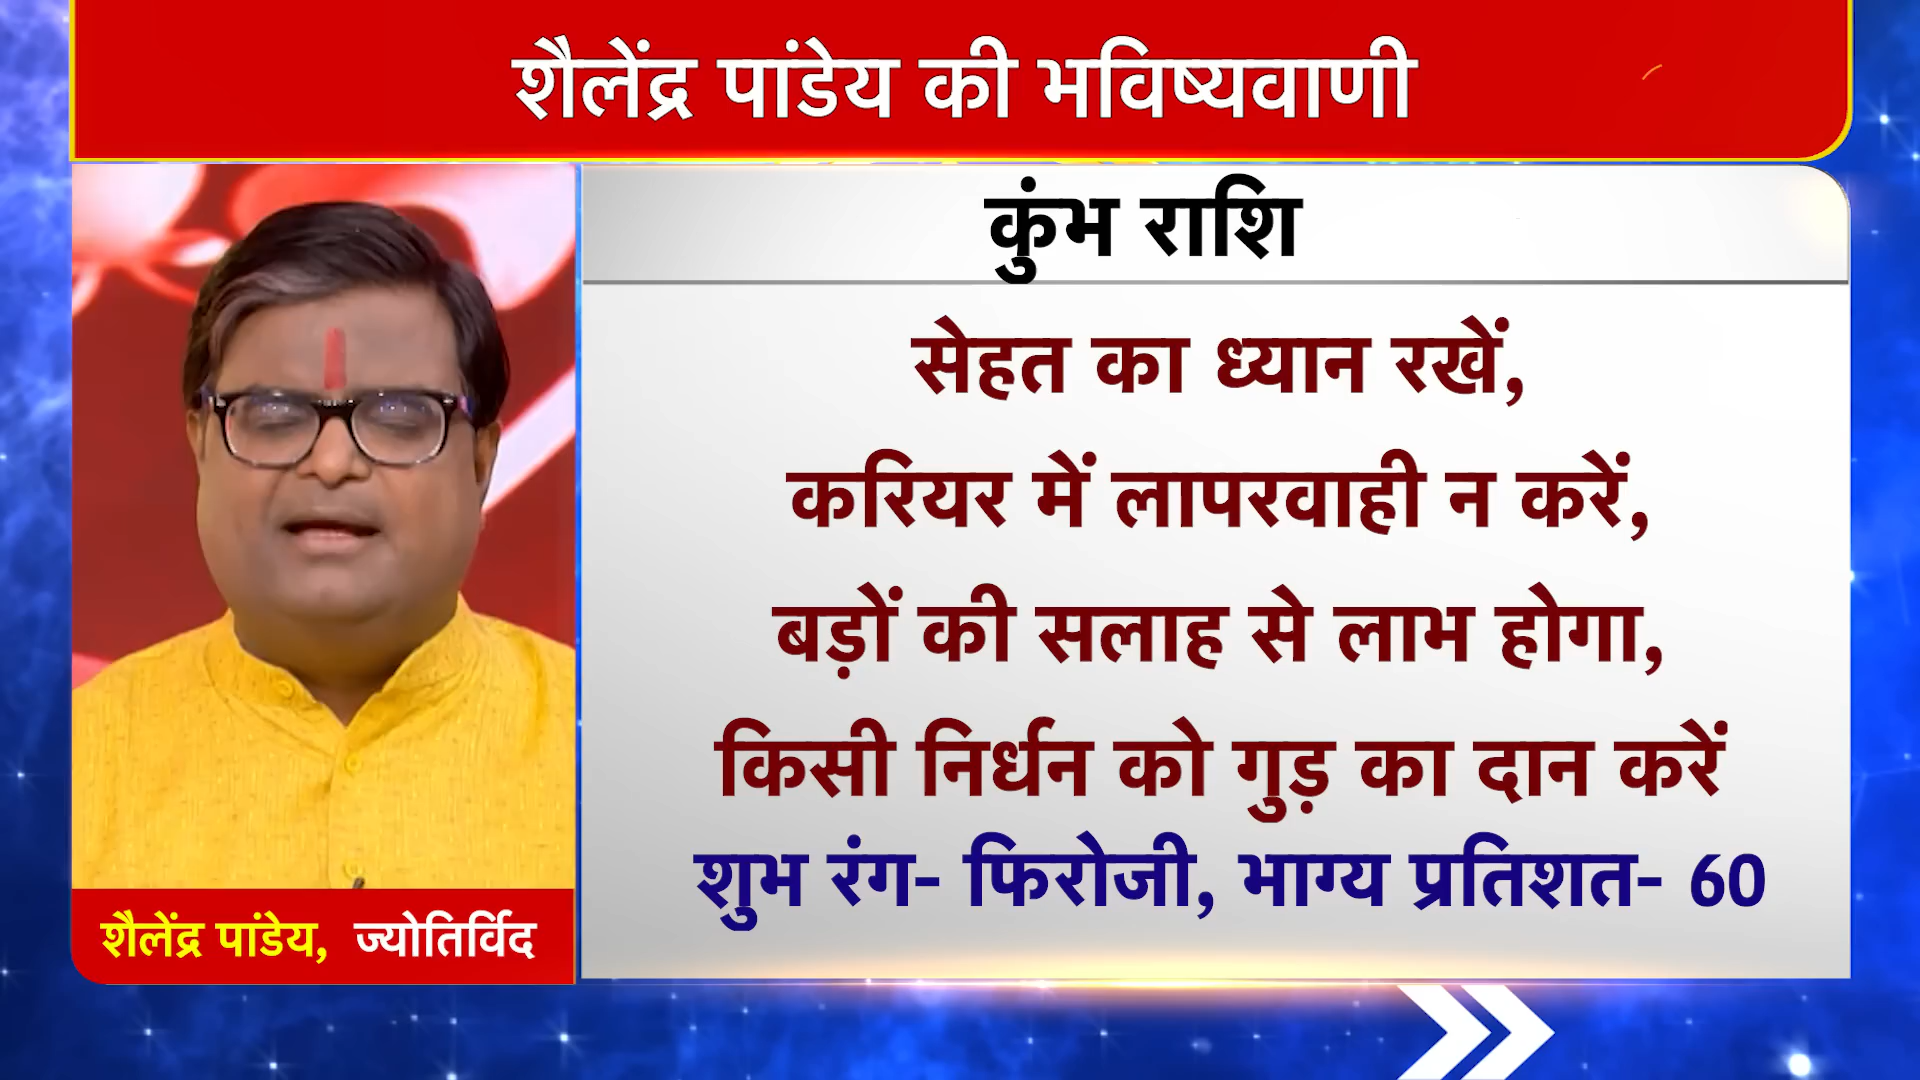 शैलेंद्र पांडेय की भविष्यवाणी
कुंभ राशि
सेहत का ध्यान रखें,
करियर में लापरवाही न करें,
बड़ों की सलाह से लाभ होगा,
किसी निर्धन को गुड़ का दान करें
शुभ रंग- फिरोजी, भाग्य प्रतिशत- 60
शैलेंद्र पांडेय, ज्योतिर्विद